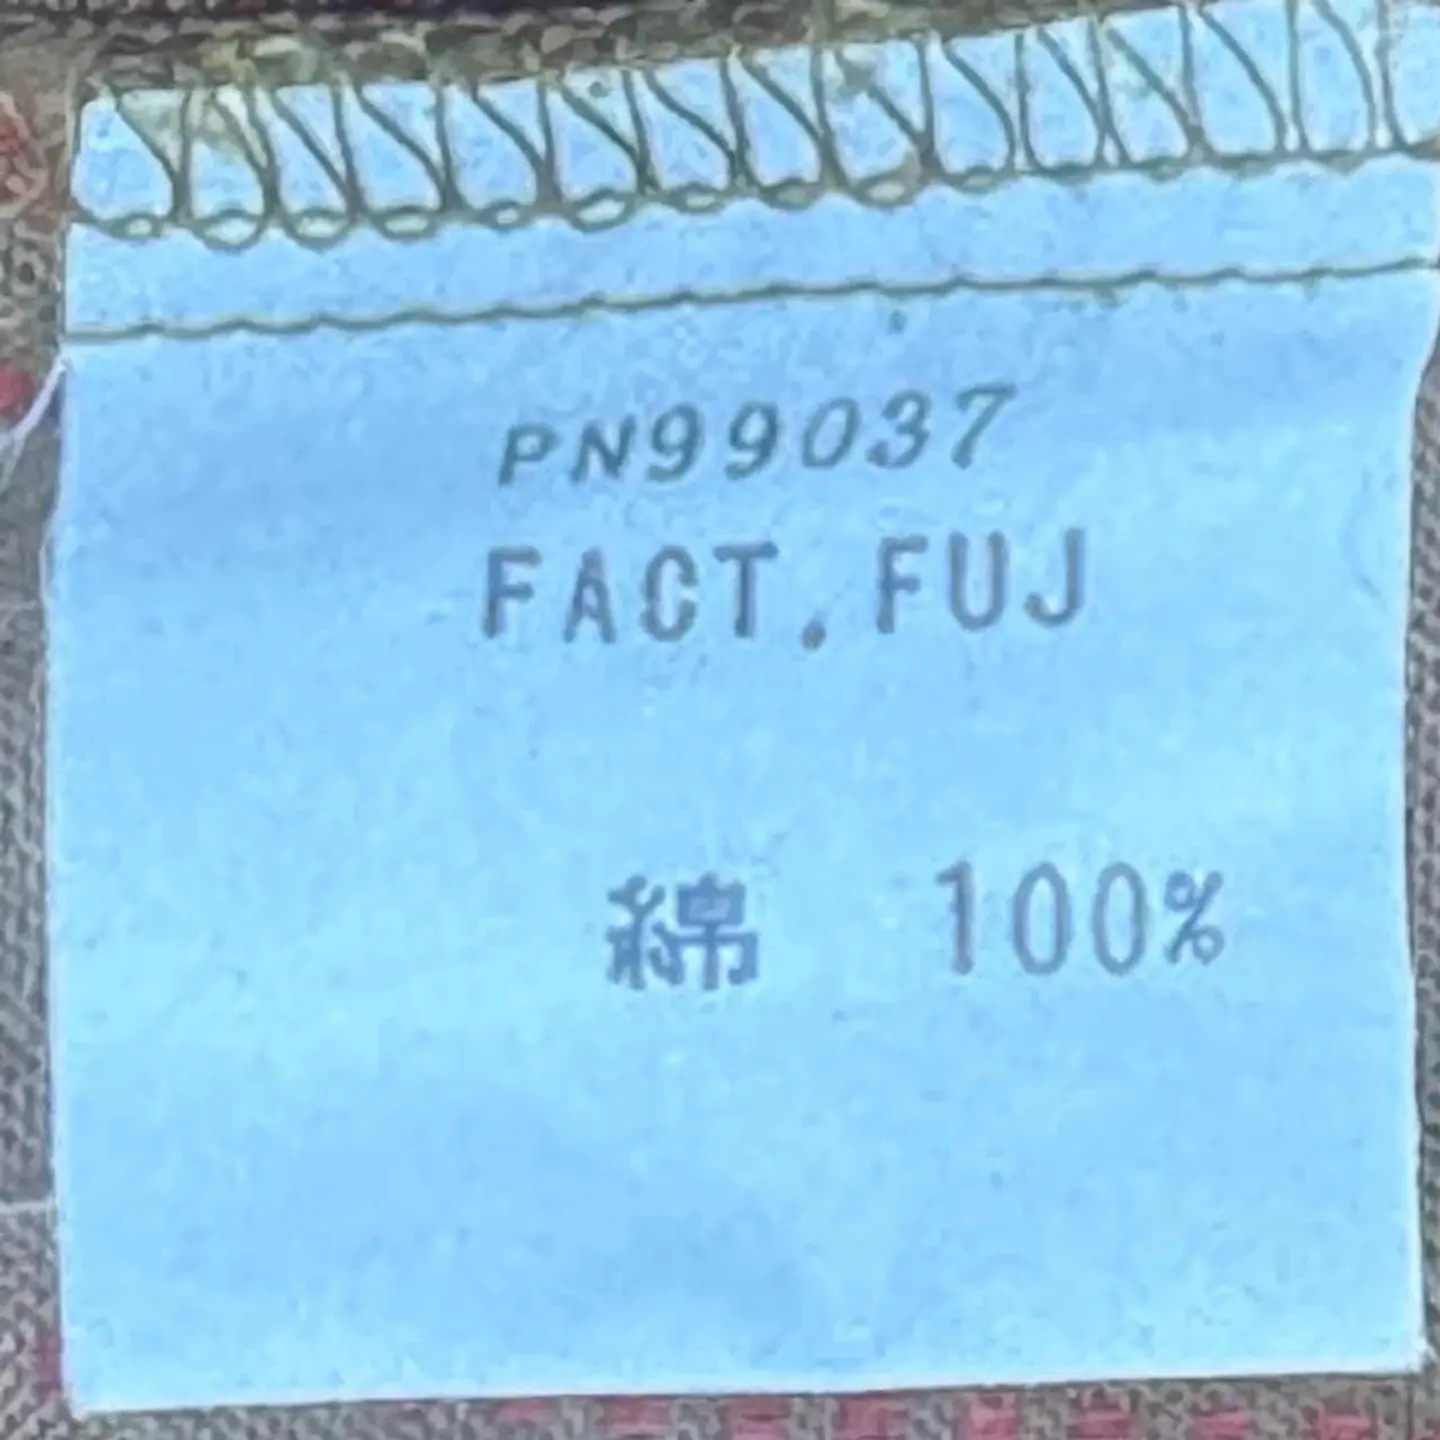 PN99037
FACT.FUJ
綿 100%